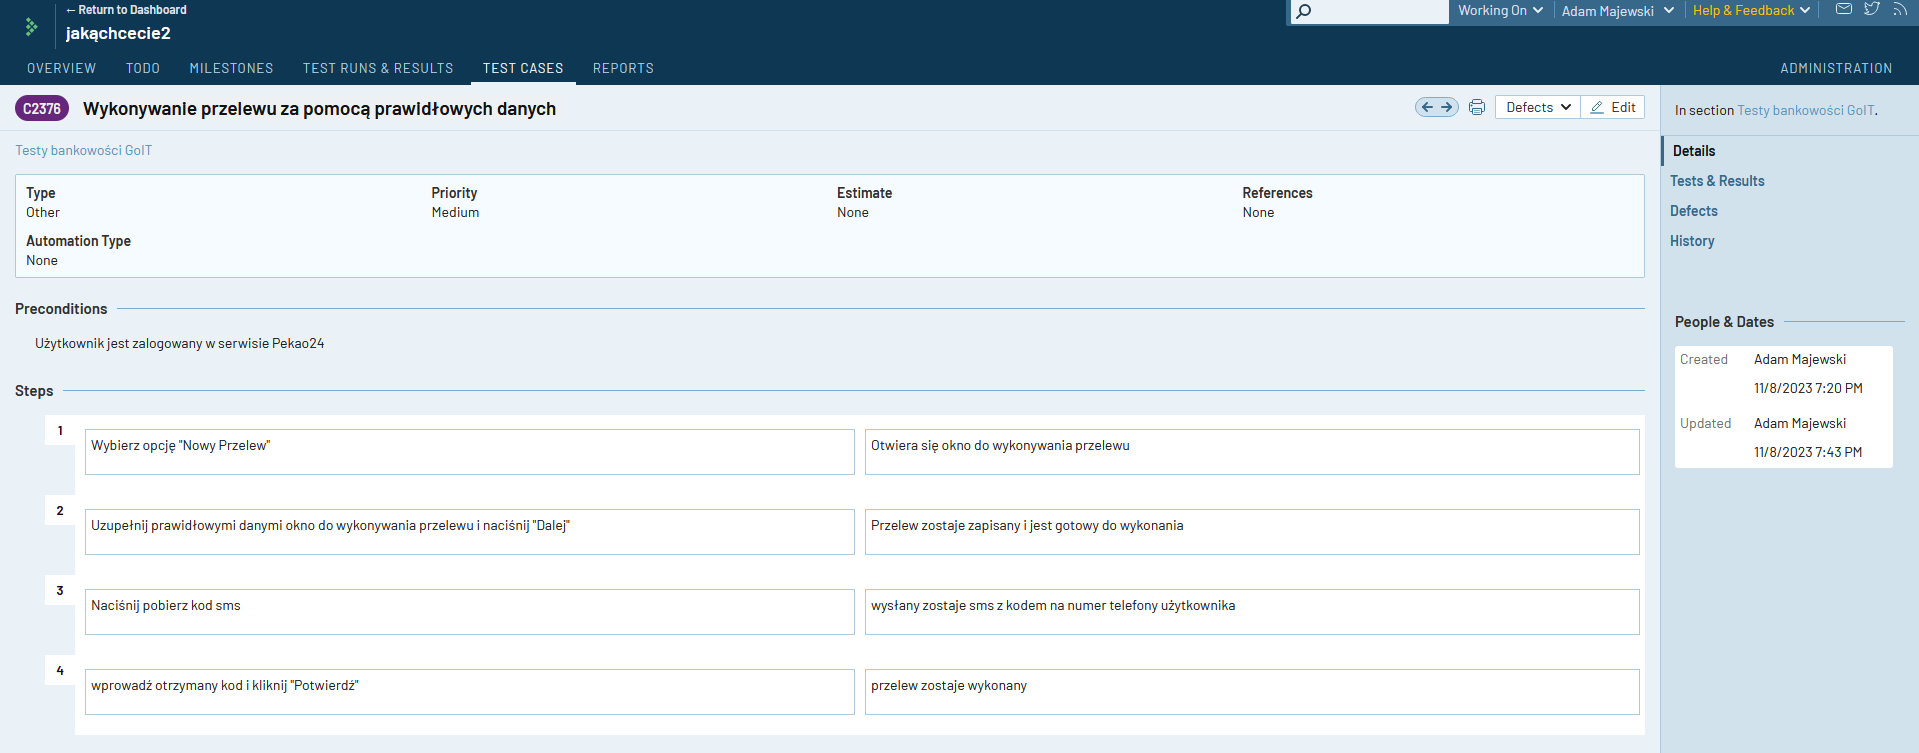 ← Return to Dashboard
jakąchcecie2
Working On
Adam Majewski
Help & Feedback
OVERVIEW TODO MILESTONES TEST RUNS & RESULTS TEST CASES REPORTS ADMINISTRATION
C2376 Wykonywanie przelewu za pomocą prawidłowych danych
Defects Edit
Testy bankowości GoIT
Type Priority Estimate References
Other Medium None None
Automation Type
None
Preconditions
Użytkownik jest zalogowany w serwisie Pekao24
Steps
1 Wybierz opcję "Nowy Przelew" Otwiera się okno do wykonywania przelewu
2 Uzupełnij prawidłowymi danymi okno do wykonywania przelewu i naciśnij "Dalej" Przelew zostaje zapisany i jest gotowy do wykonania
3 Naciśnij pobierz kod sms wysłany zostaje sms z kodem na numer telefony użytkownika
4 wprowadź otrzymany kod i kliknij "Potwierdź" przelew zostaje wykonany
In section Testy bankowości GoIT.
Details
Tests & Results
Defects
History
People & Dates
Created Adam Majewski
11/8/2023 7:20 PM
Updated Adam Majewski
11/8/2023 7:43 PM